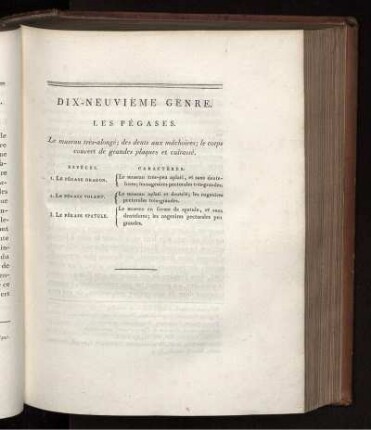 DIX-NEUVIEME GENRE.
LES PÉGASES.
Le museau très-alongé; des dents aux mâchoires; le corps
couvert de grandes plaques et cuirassé.
ESPÈCES. CARACTÈRES.
1. LE PÉGASE DRAGON. Le museau très-peu aplati, et sans dente-
lures; les nageoires pectorales très-grandes.
2. LE PÉGASE VOLANT. Le museau aplati et dentelé; les nageoires
pectorales très-grandes.
3. LE PÉGASE SPATULE. Le museau en forme de spatule, et sans
dentelures; les nageoires pectorales peu
grandes.